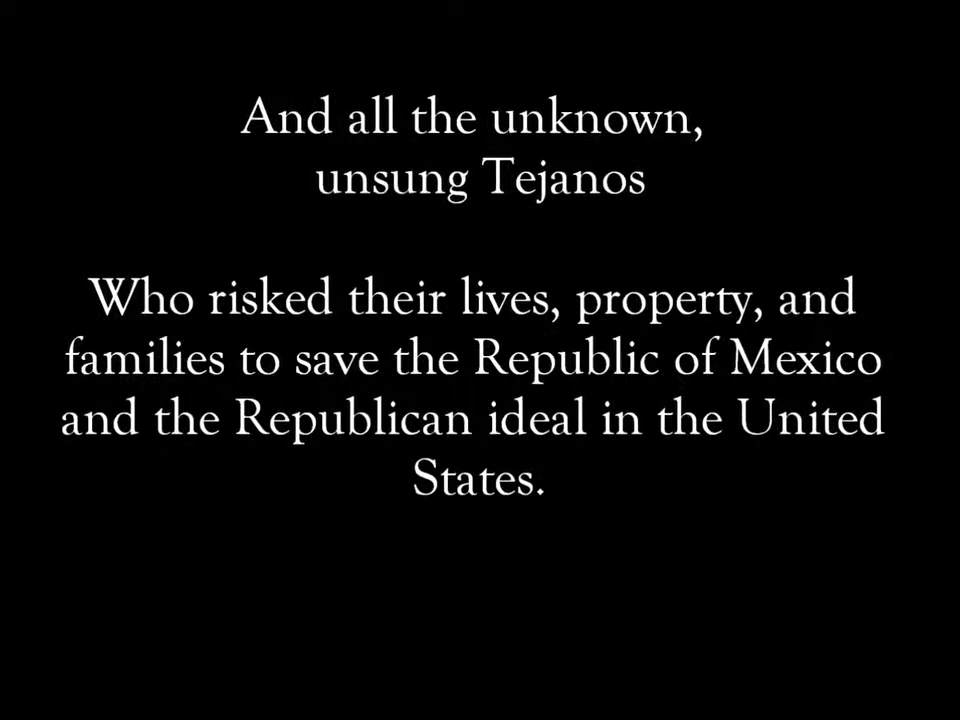 And all the unknown,
unsung Tejanos
Who risked their lives, property, and
families to save the Republic of Mexico
and the Republican ideal in the United
States.